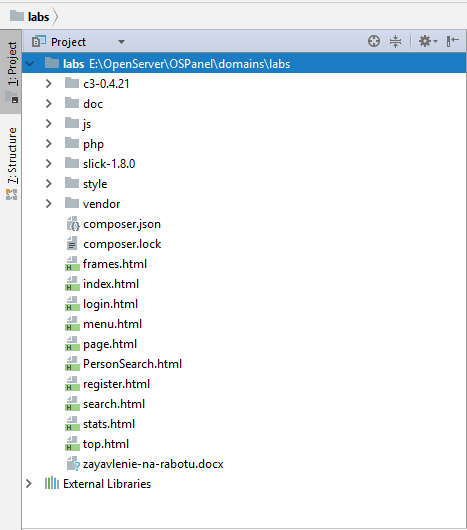 labs
Project
labs E:\OpenServer\OSPanel\domains\labs
c3-0.4.21
doc
js
php
slick-1.8.0
style
vendor
composer.json
composer.lock
frames.html
index.html
login.html
menu.html
page.html
PersonSearch.html
register.html
search.html
stats.html
top.html
zayavlenie-na-rabotu.docx
External Libraries
1: Project
7: Structure